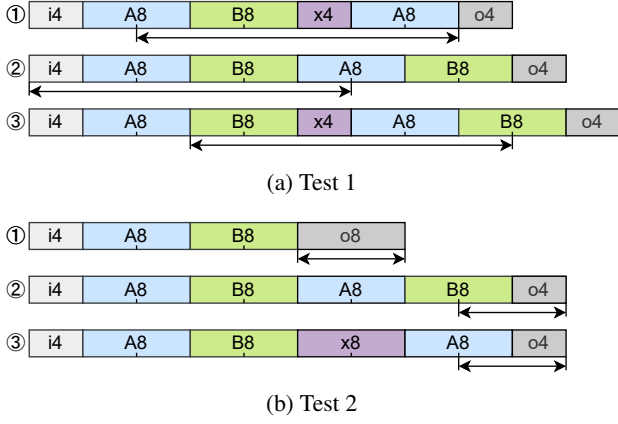 ① i4 A8 B8 x4 A8 o4
② i4 A8 B8 A8 B8 o4
③ i4 A8 B8 x4 A8 B8 o4
(a) Test 1
① i4 A8 B8 o8
② i4 A8 B8 A8 B8 o4
③ i4 A8 B8 x8 A8 o4
(b) Test 2